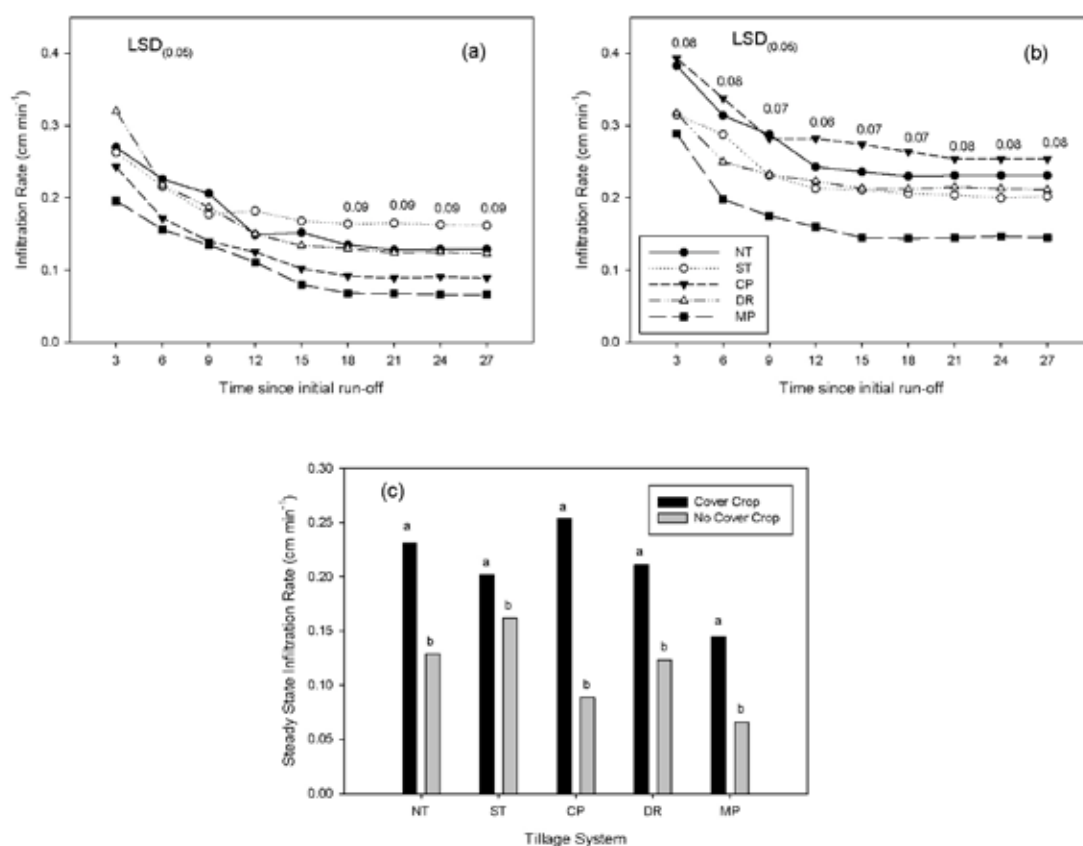 LSD(0.05)
(a)
0.4
0.3
0.2
0.1
0.0
Infiltration Rate (cm min⁻¹)
0.09
0.09
0.09
0.09
3
6
9
12
15
18
21
24
27
Time since initial run-off
LSD(0.05)
(b)
0.4
0.3
0.2
0.1
0.0
Infiltration Rate (cm min⁻¹)
0.08
0.08
0.07
0.06
0.07
0.07
0.08
0.08
0.08
NT
ST
CP
DR
MP
3
6
9
12
15
18
21
24
27
Time since initial run-off
(c)
0.30
0.25
0.20
0.15
0.10
0.05
0.00
Steady State Infiltration Rate (cm min⁻¹)
Cover Crop
No Cover Crop
a
b
a
b
a
b
a
b
a
b
NT
ST
CP
DR
MP
Tillage System